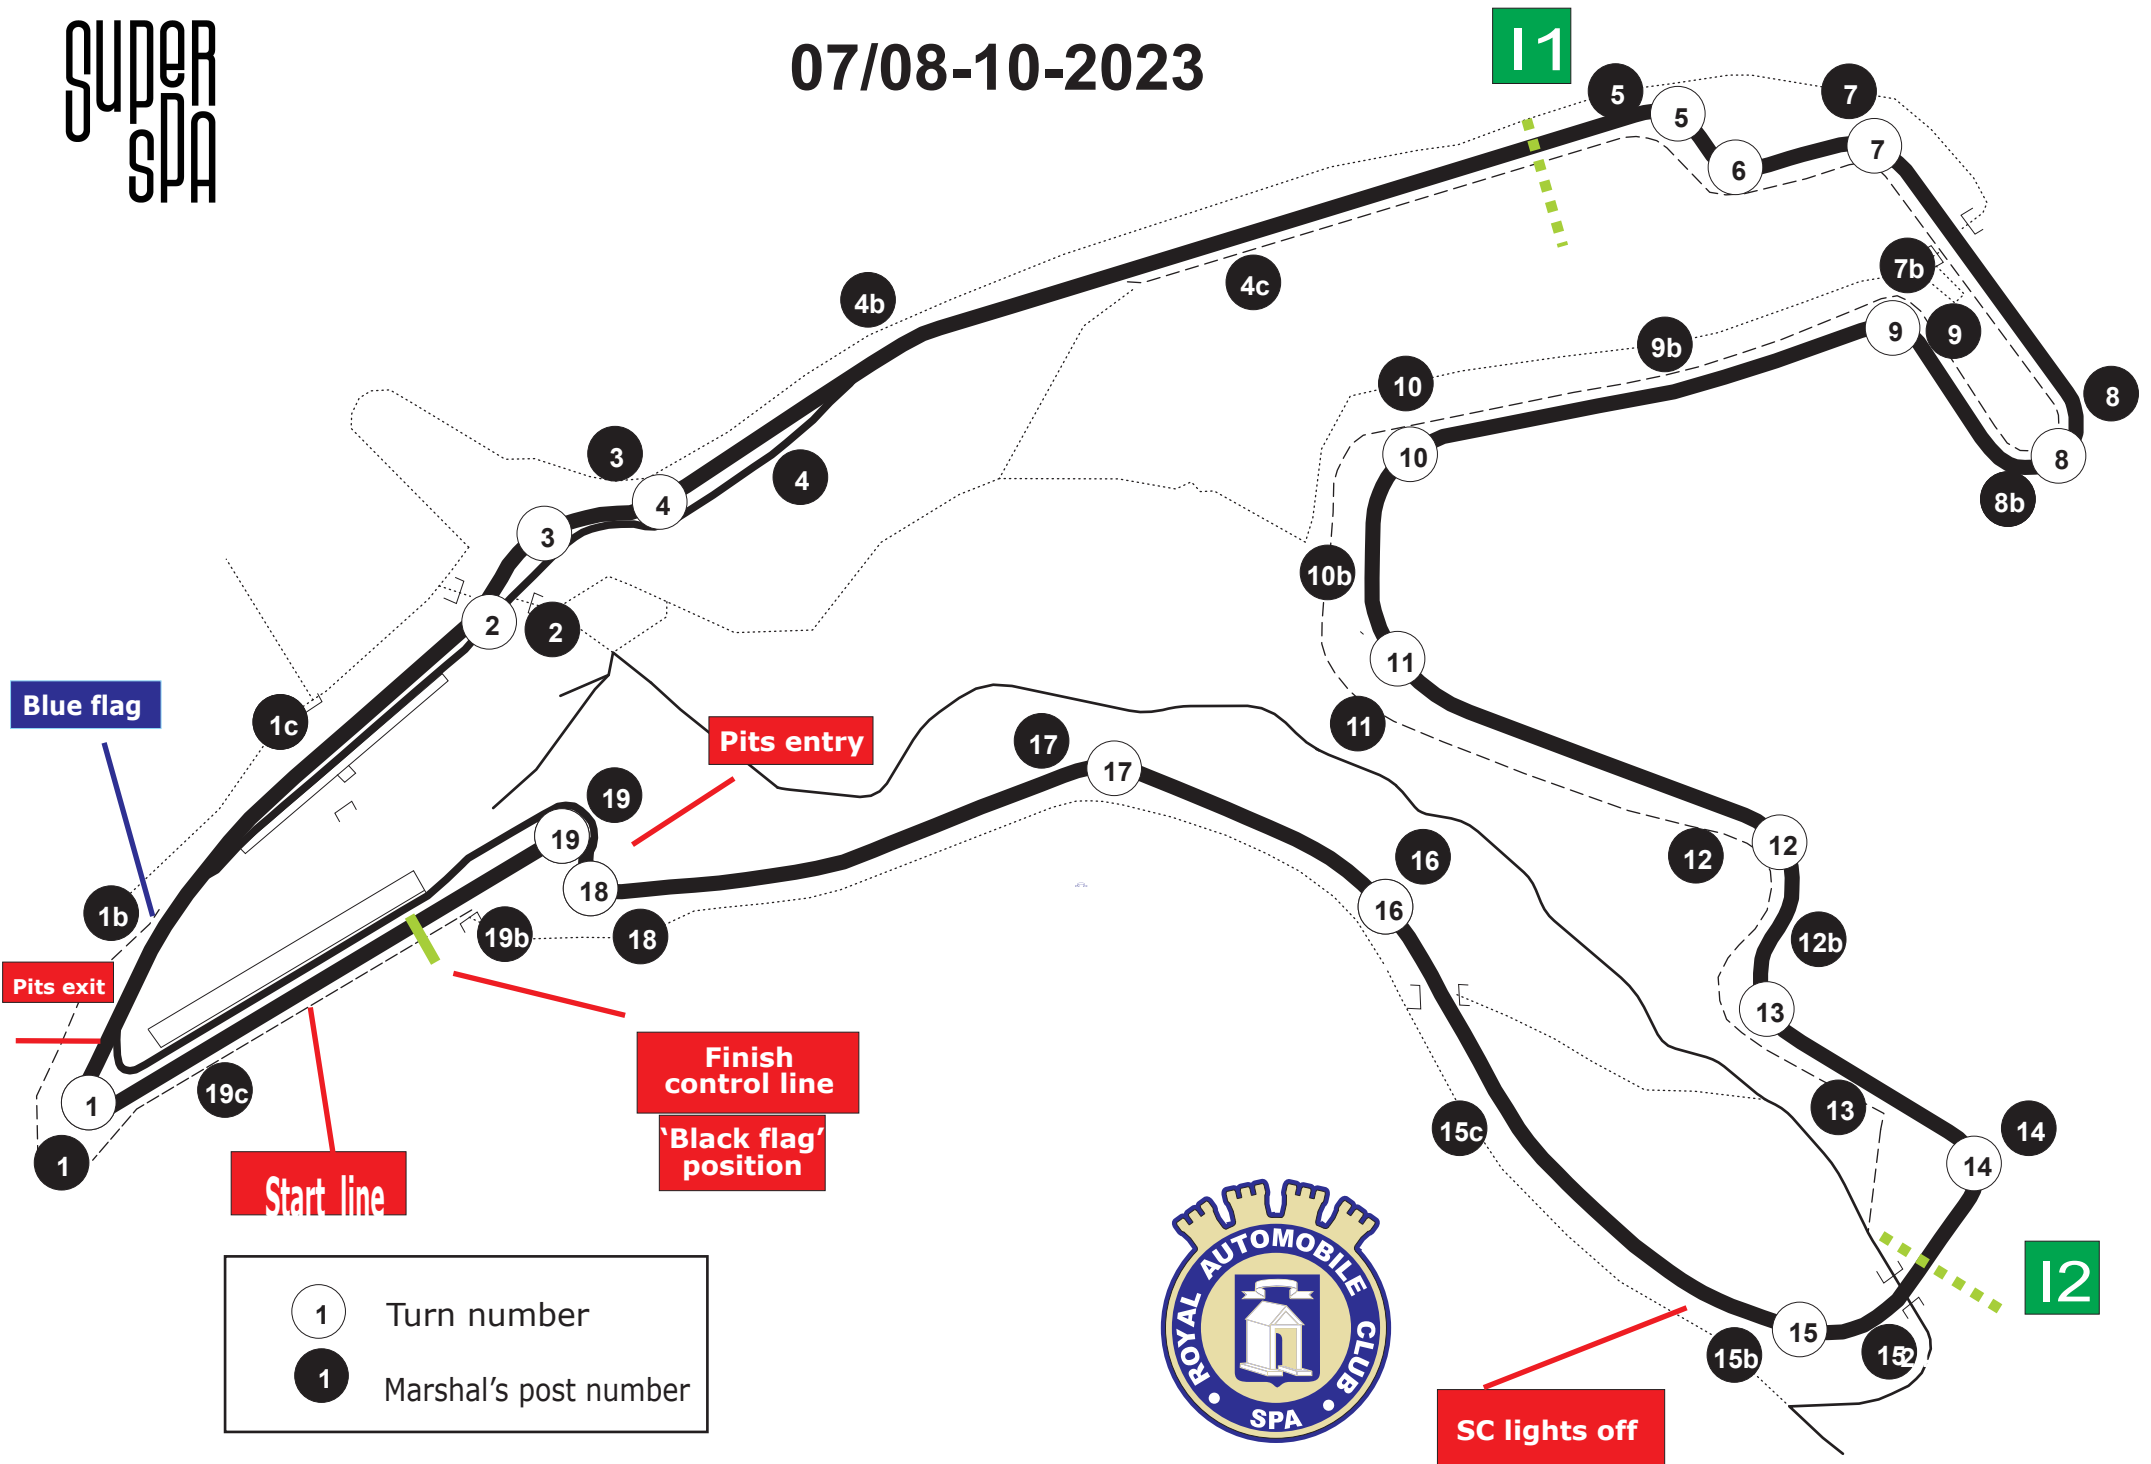 SUPeR
SPA
07/08-10-2023
I1
5
7
5
7
6
4c
4b
7b
9
9
9b
10
8
10
8
8b
3
4
4
3
10b
2
2
11
11
1c
Blue flag
Pits entry
17
17
19
19
18
12
12
16
16
1b
19b
18
12b
13
Pits exit
1
19c
1
Finish
control line
'Black flag'
position
Start line
13
14
14
15c
I2
15
15b
15
SC lights off
1
Turn number
1
Marshal's post number
ROYAL AUTOMOBILE CLUB
SPA